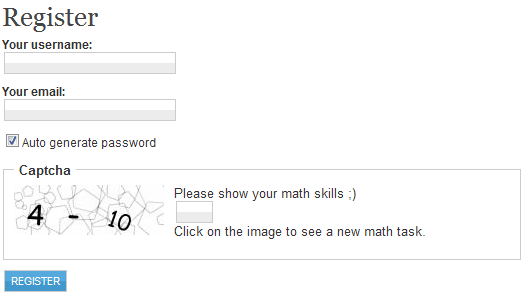 Register
Your username:
Your email:
Auto generate password
Captcha
4 - 10
Please show your math skills ;)
Click on the image to see a new math task.
REGISTER